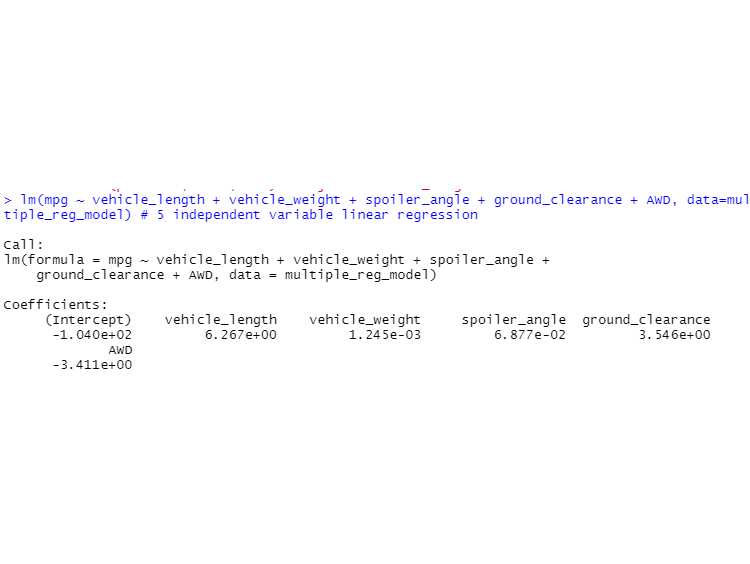 > lm(mpg ~ vehicle_length + vehicle_weight + spoiler_angle + ground_clearance + AWD, data=mul
tiple_reg_model) # 5 independent variable linear regression
Call:
lm(formula = mpg ~ vehicle_length + vehicle_weight + spoiler_angle +
    ground_clearance + AWD, data = multiple_reg_model)
Coefficients:
     (Intercept)    vehicle_length    vehicle_weight     spoiler_angle  ground_clearance
      -1.040e+02         6.267e+00         1.245e-03         6.877e-02         3.546e+00
             AWD
      -3.411e+00